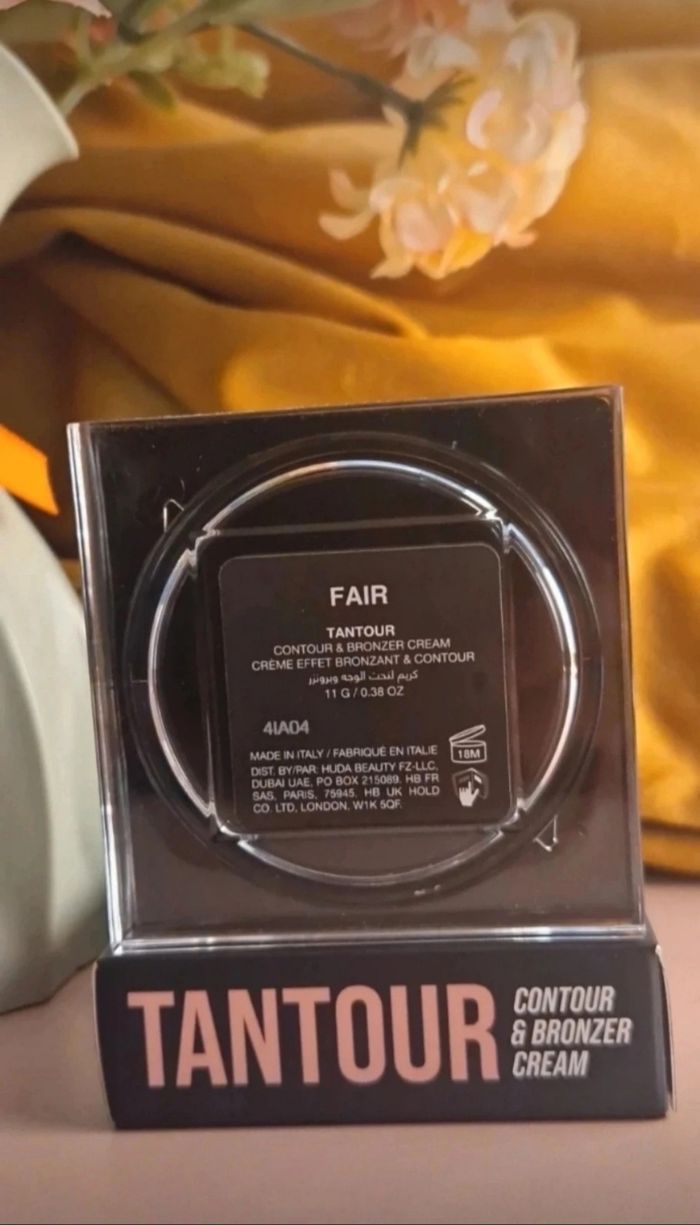 FAIR
TANTOUR
CONTOUR & BRONZER CREAM
CRÈME EFFET BRONZANT & CONTOUR
كريم لنحت الوجه وبرونزر
11 G / 0.38 OZ
4IA04
18M
MADE IN ITALY / FABRIQUÉ EN ITALIE
DIST. BY/PAR: HUDA BEAUTY FZ-LLC,
DUBAI UAE, PO BOX 215089. HB FR
SAS, PARIS, 75945. HB UK HOLD
CO. LTD, LONDON, W1K 5QF.
TANTOUR
CONTOUR
& BRONZER
CREAM